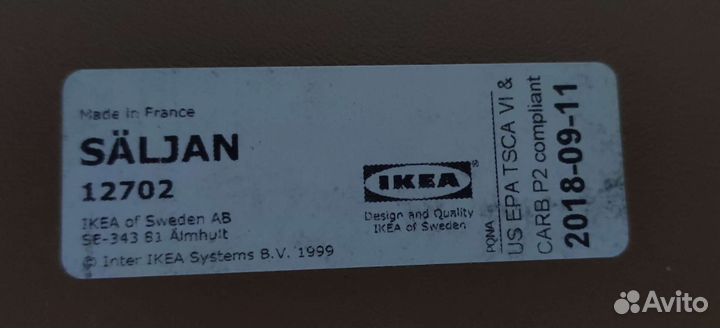 Made in France
SÄLJAN
12702
IKEA of Sweden AB
SE-343 81 Älmhult
© Inter IKEA Systems B.V. 1999
IKEA®
Design and Quality
IKEA of Sweden
PQNA
US EPA TSCA VI &
CARB P2 compliant
2018-09-11
Avito